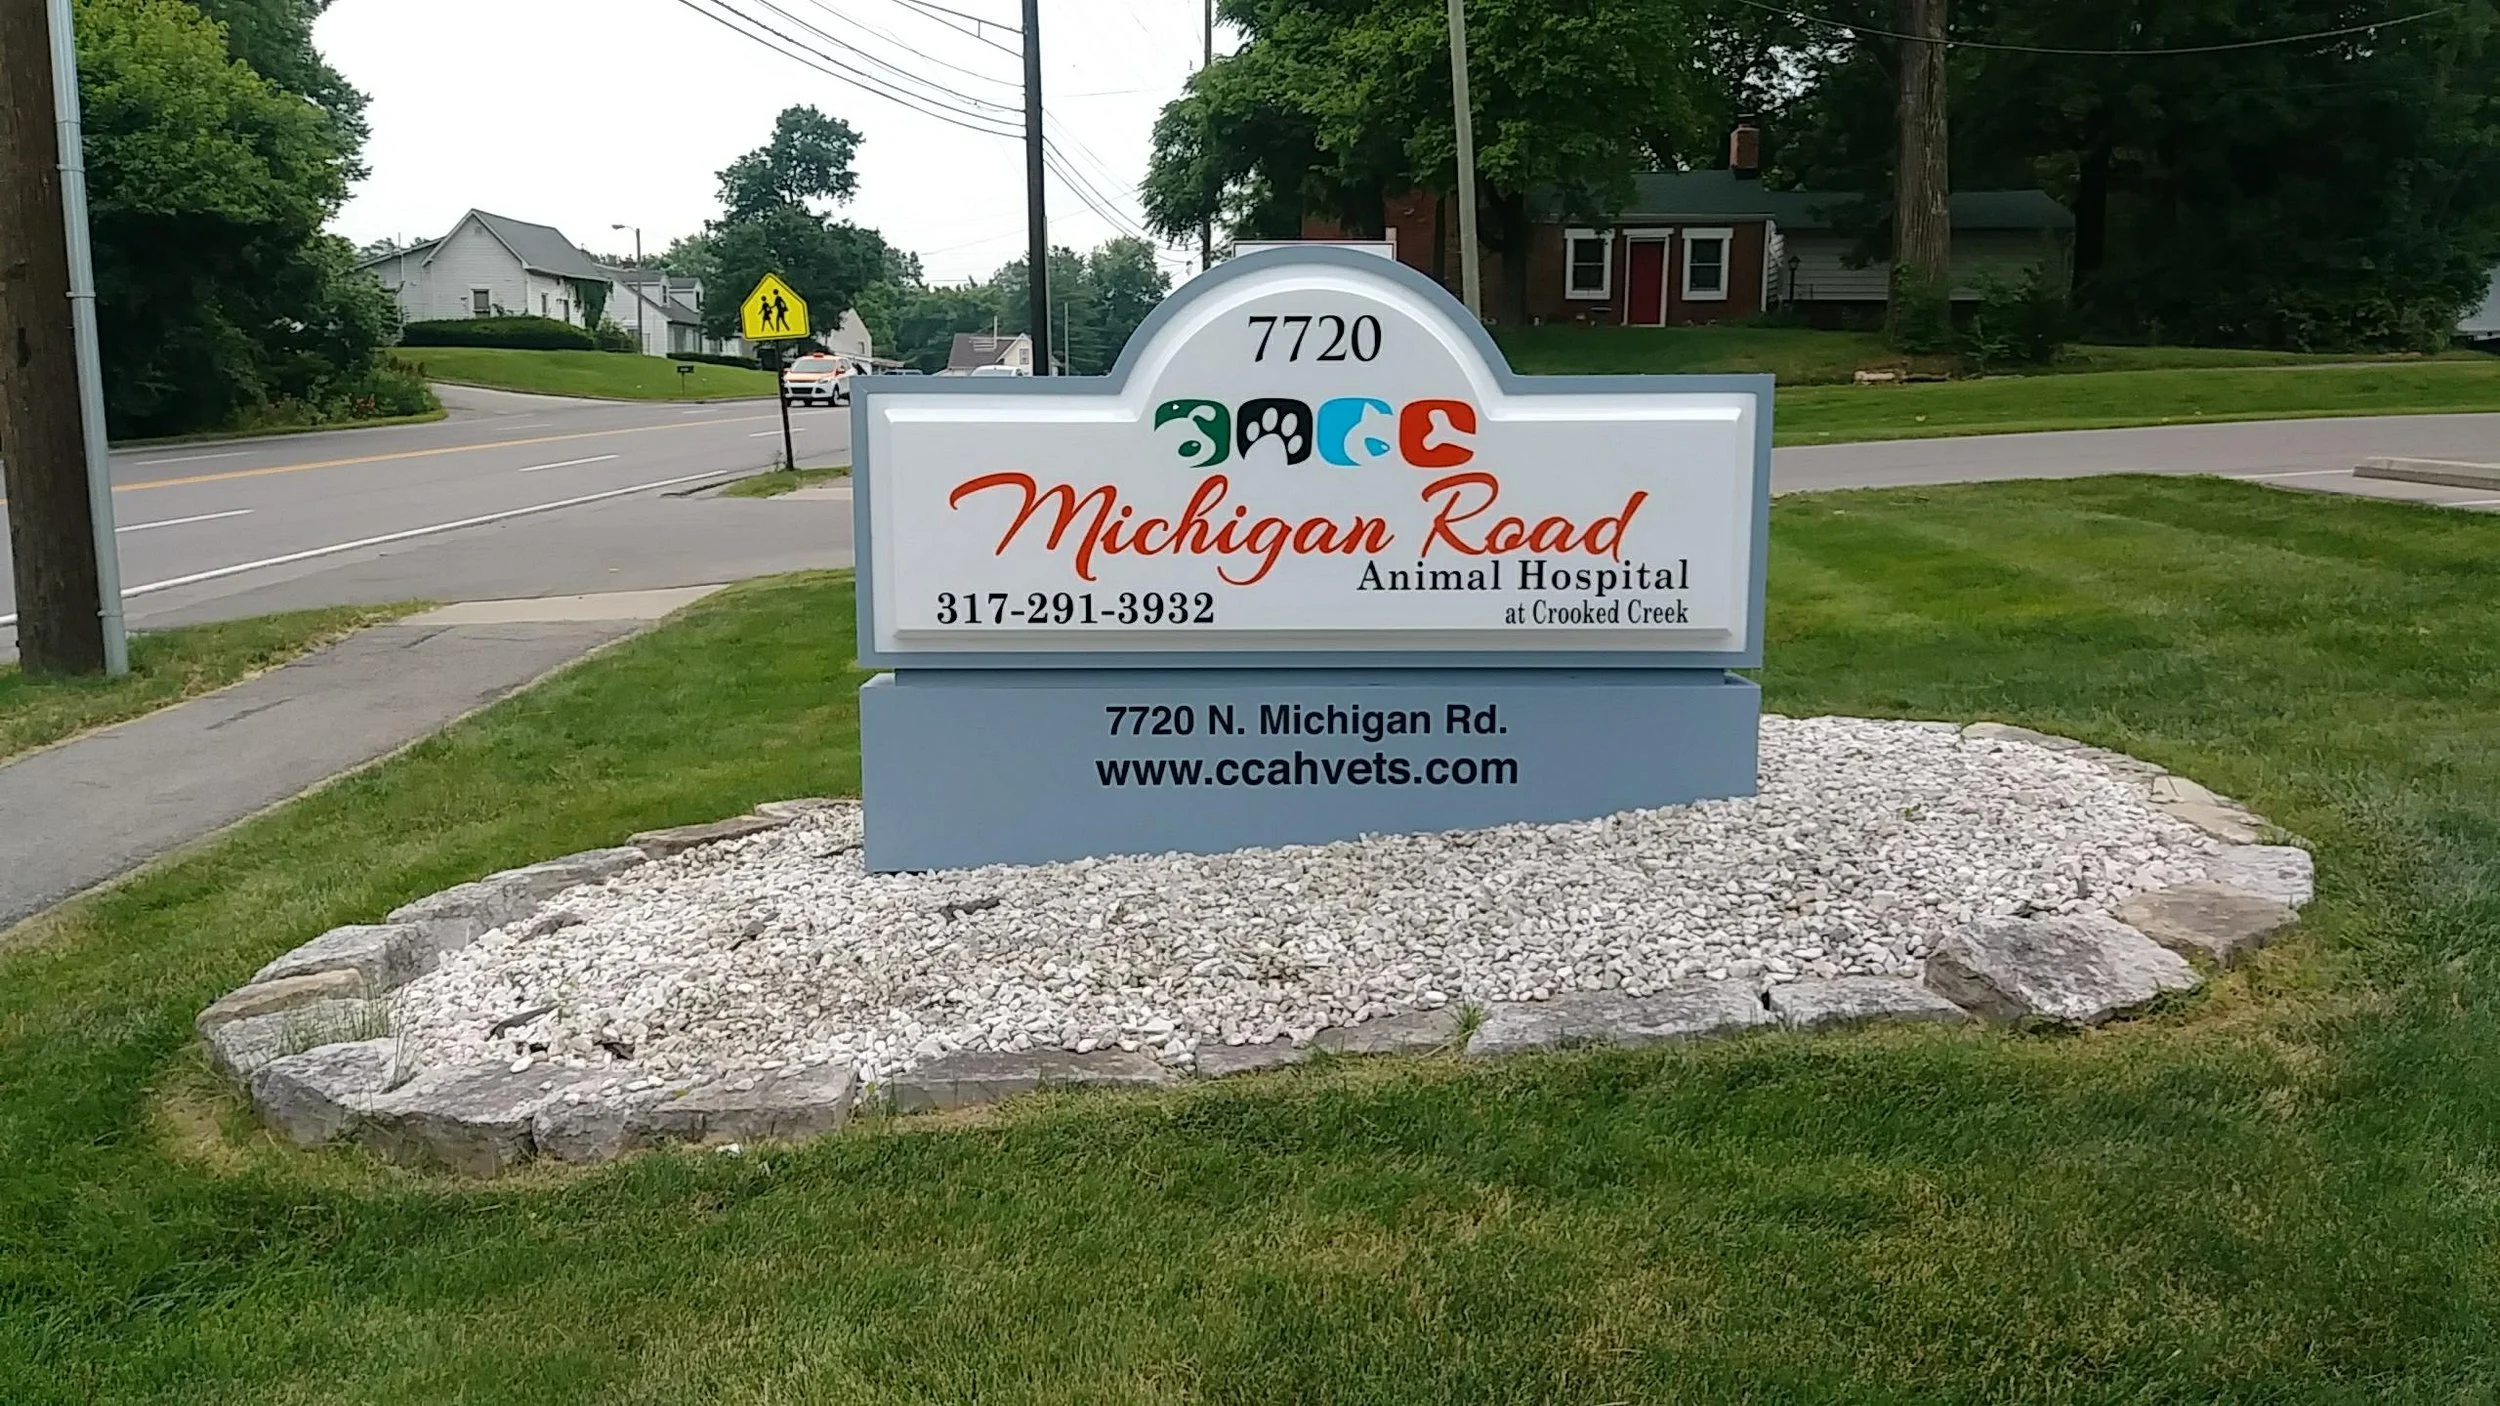 7720
Michigan Road
Animal Hospital
317-291-3932
at Crooked Creek
7720 N. Michigan Rd.
www.ccahvets.com